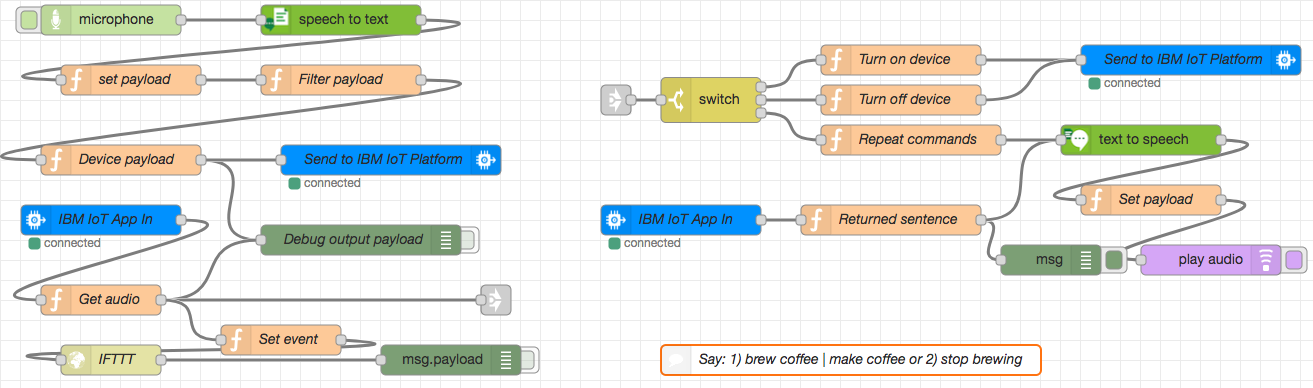 microphone
speech to text
set payload
Filter payload
Device payload
Send to IBM IoT Platform
connected
IBM IoT App In
connected
Debug output payload
Get audio
Set event
IFTTT
msg.payload
switch
Turn on device
Send to IBM IoT Platform
connected
Turn off device
Repeat commands
text to speech
Set payload
IBM IoT App In
connected
Returned sentence
msg
play audio
Say: 1) brew coffee | make coffee or 2) stop brewing